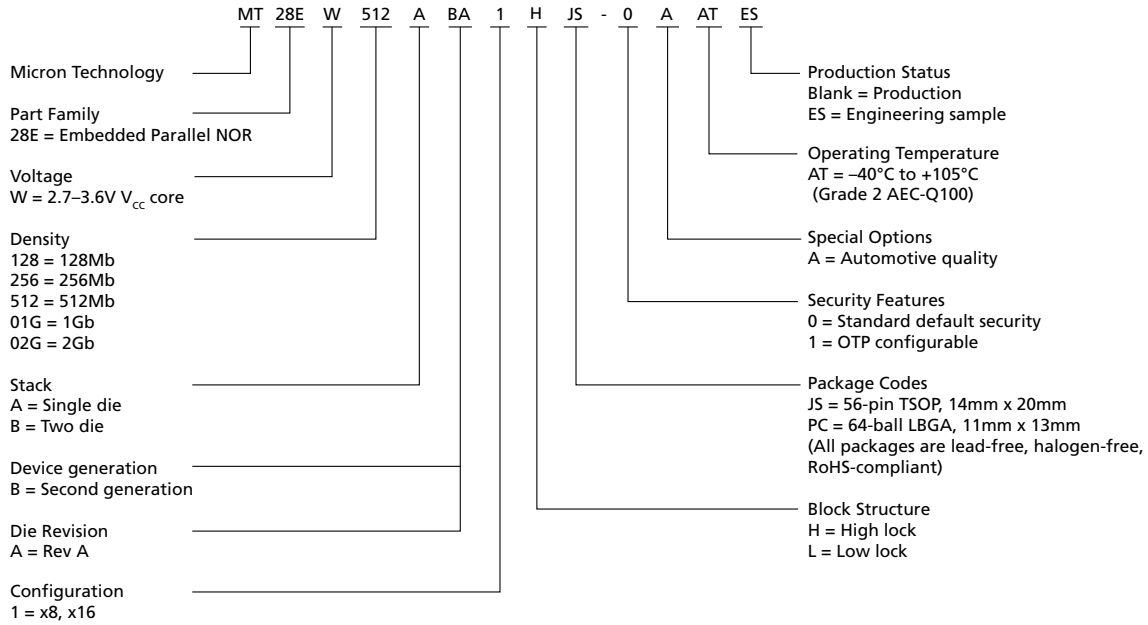 MT 28E W 512 A BA 1 H JS - 0 A AT ES
Micron Technology
Part Family
28E = Embedded Parallel NOR
Voltage
W = 2.7–3.6V VCC core
Density
128 = 128Mb
256 = 256Mb
512 = 512Mb
01G = 1Gb
02G = 2Gb
Stack
A = Single die
B = Two die
Device generation
B = Second generation
Die Revision
A = Rev A
Configuration
1 = x8, x16
Production Status
Blank = Production
ES = Engineering sample
Operating Temperature
AT = –40°C to +105°C
(Grade 2 AEC-Q100)
Special Options
A = Automotive quality
Security Features
0 = Standard default security
1 = OTP configurable
Package Codes
JS = 56-pin TSOP, 14mm x 20mm
PC = 64-ball LBGA, 11mm x 13mm
(All packages are lead-free, halogen-free,
RoHS-compliant)
Block Structure
H = High lock
L = Low lock